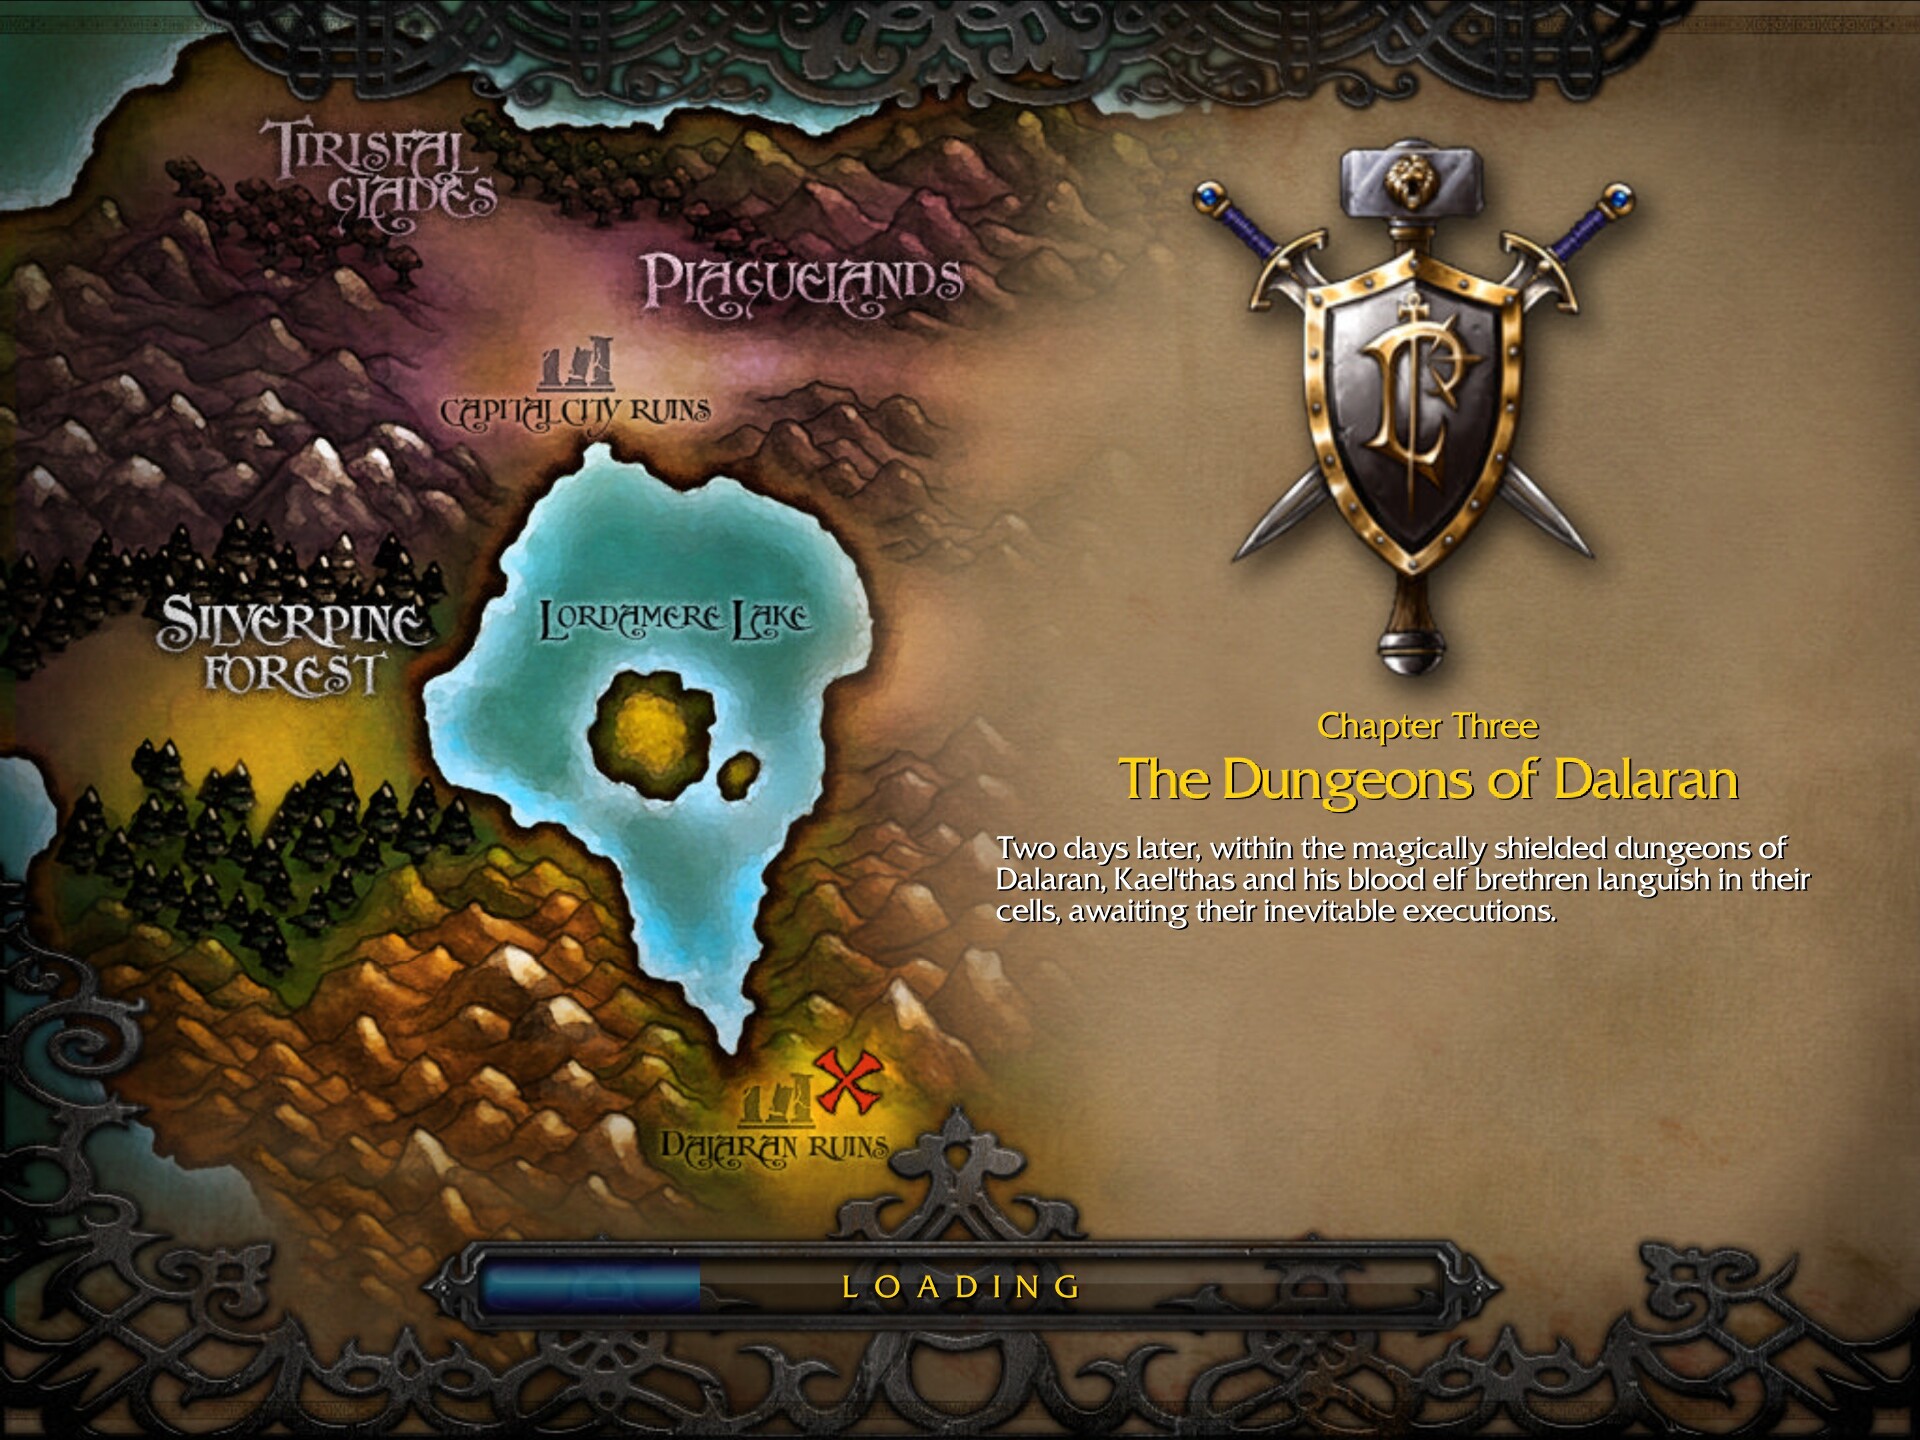 Tirisfal
Glades
Plaguelands
Capital City Ruins
Silverpine
Forest
Lordamere Lake
Dalaran Ruins
Chapter Three
The Dungeons of Dalaran
Two days later, within the magically shielded dungeons of
Dalaran, Kael'thas and his blood elf brethren languish in their
cells, awaiting their inevitable executions.
LOADING